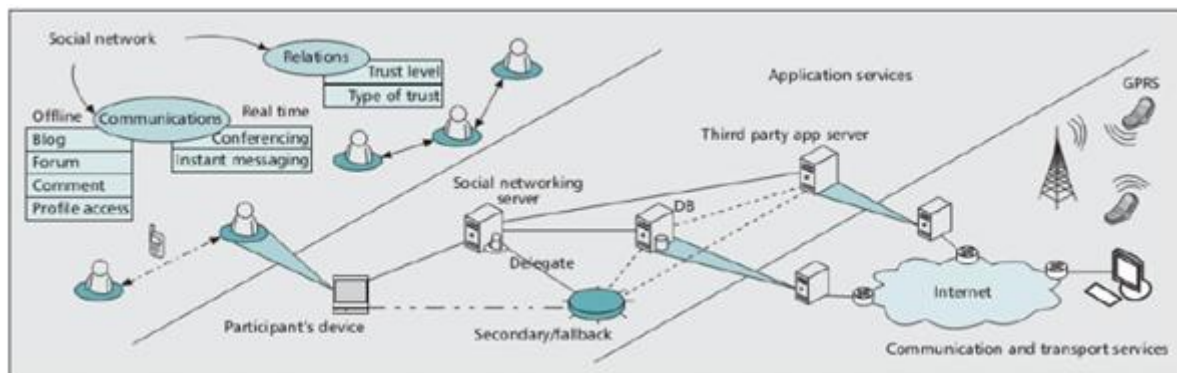 Social network
Relations
Trust level
Type of trust
Offline
Communications
Real time
Blog
Conferencing
Forum
Instant messaging
Comment
Profile access
Application services
GPRS
Thirrd party app server
Social networking
server
DB
Delegate
Participant's device
Secondary/fallback
Internet
Communication and transport services